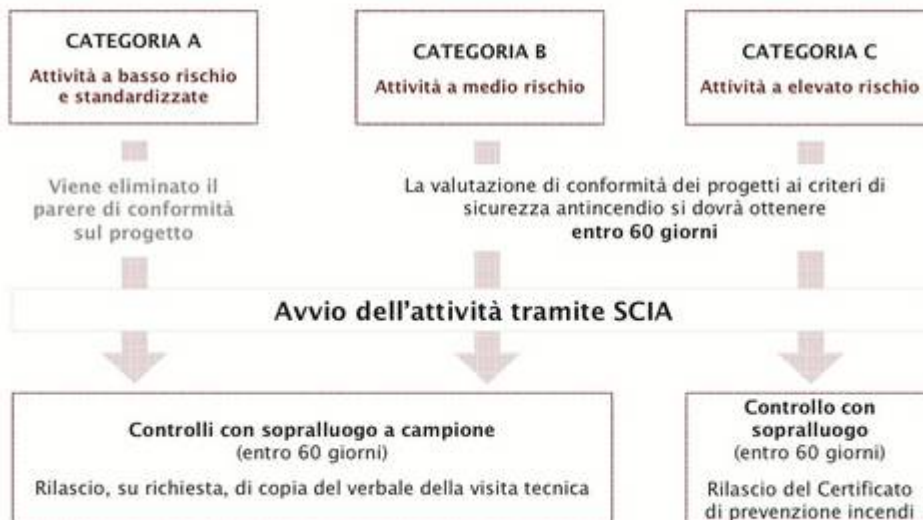 CATEGORIA A
Attività a basso rischio
e standardizzate
CATEGORIA B
Attività a medio rischio
CATEGORIA C
Attività a elevato rischio
Viene eliminato il
parere di conformità
sul progetto
La valutazione di conformità dei progetti ai criteri di
sicurezza antincendio si dovrà ottenere
entro 60 giorni
Avvio dell'attività tramite SCIA
Controlli con sopralluogo a campione
(entro 60 giorni)
Rilascio, su richiesta, di copia del verbale della visita tecnica
Controllo con
sopralluogo
(entro 60 giorni)
Rilascio del Certificato
di prevenzione incendi